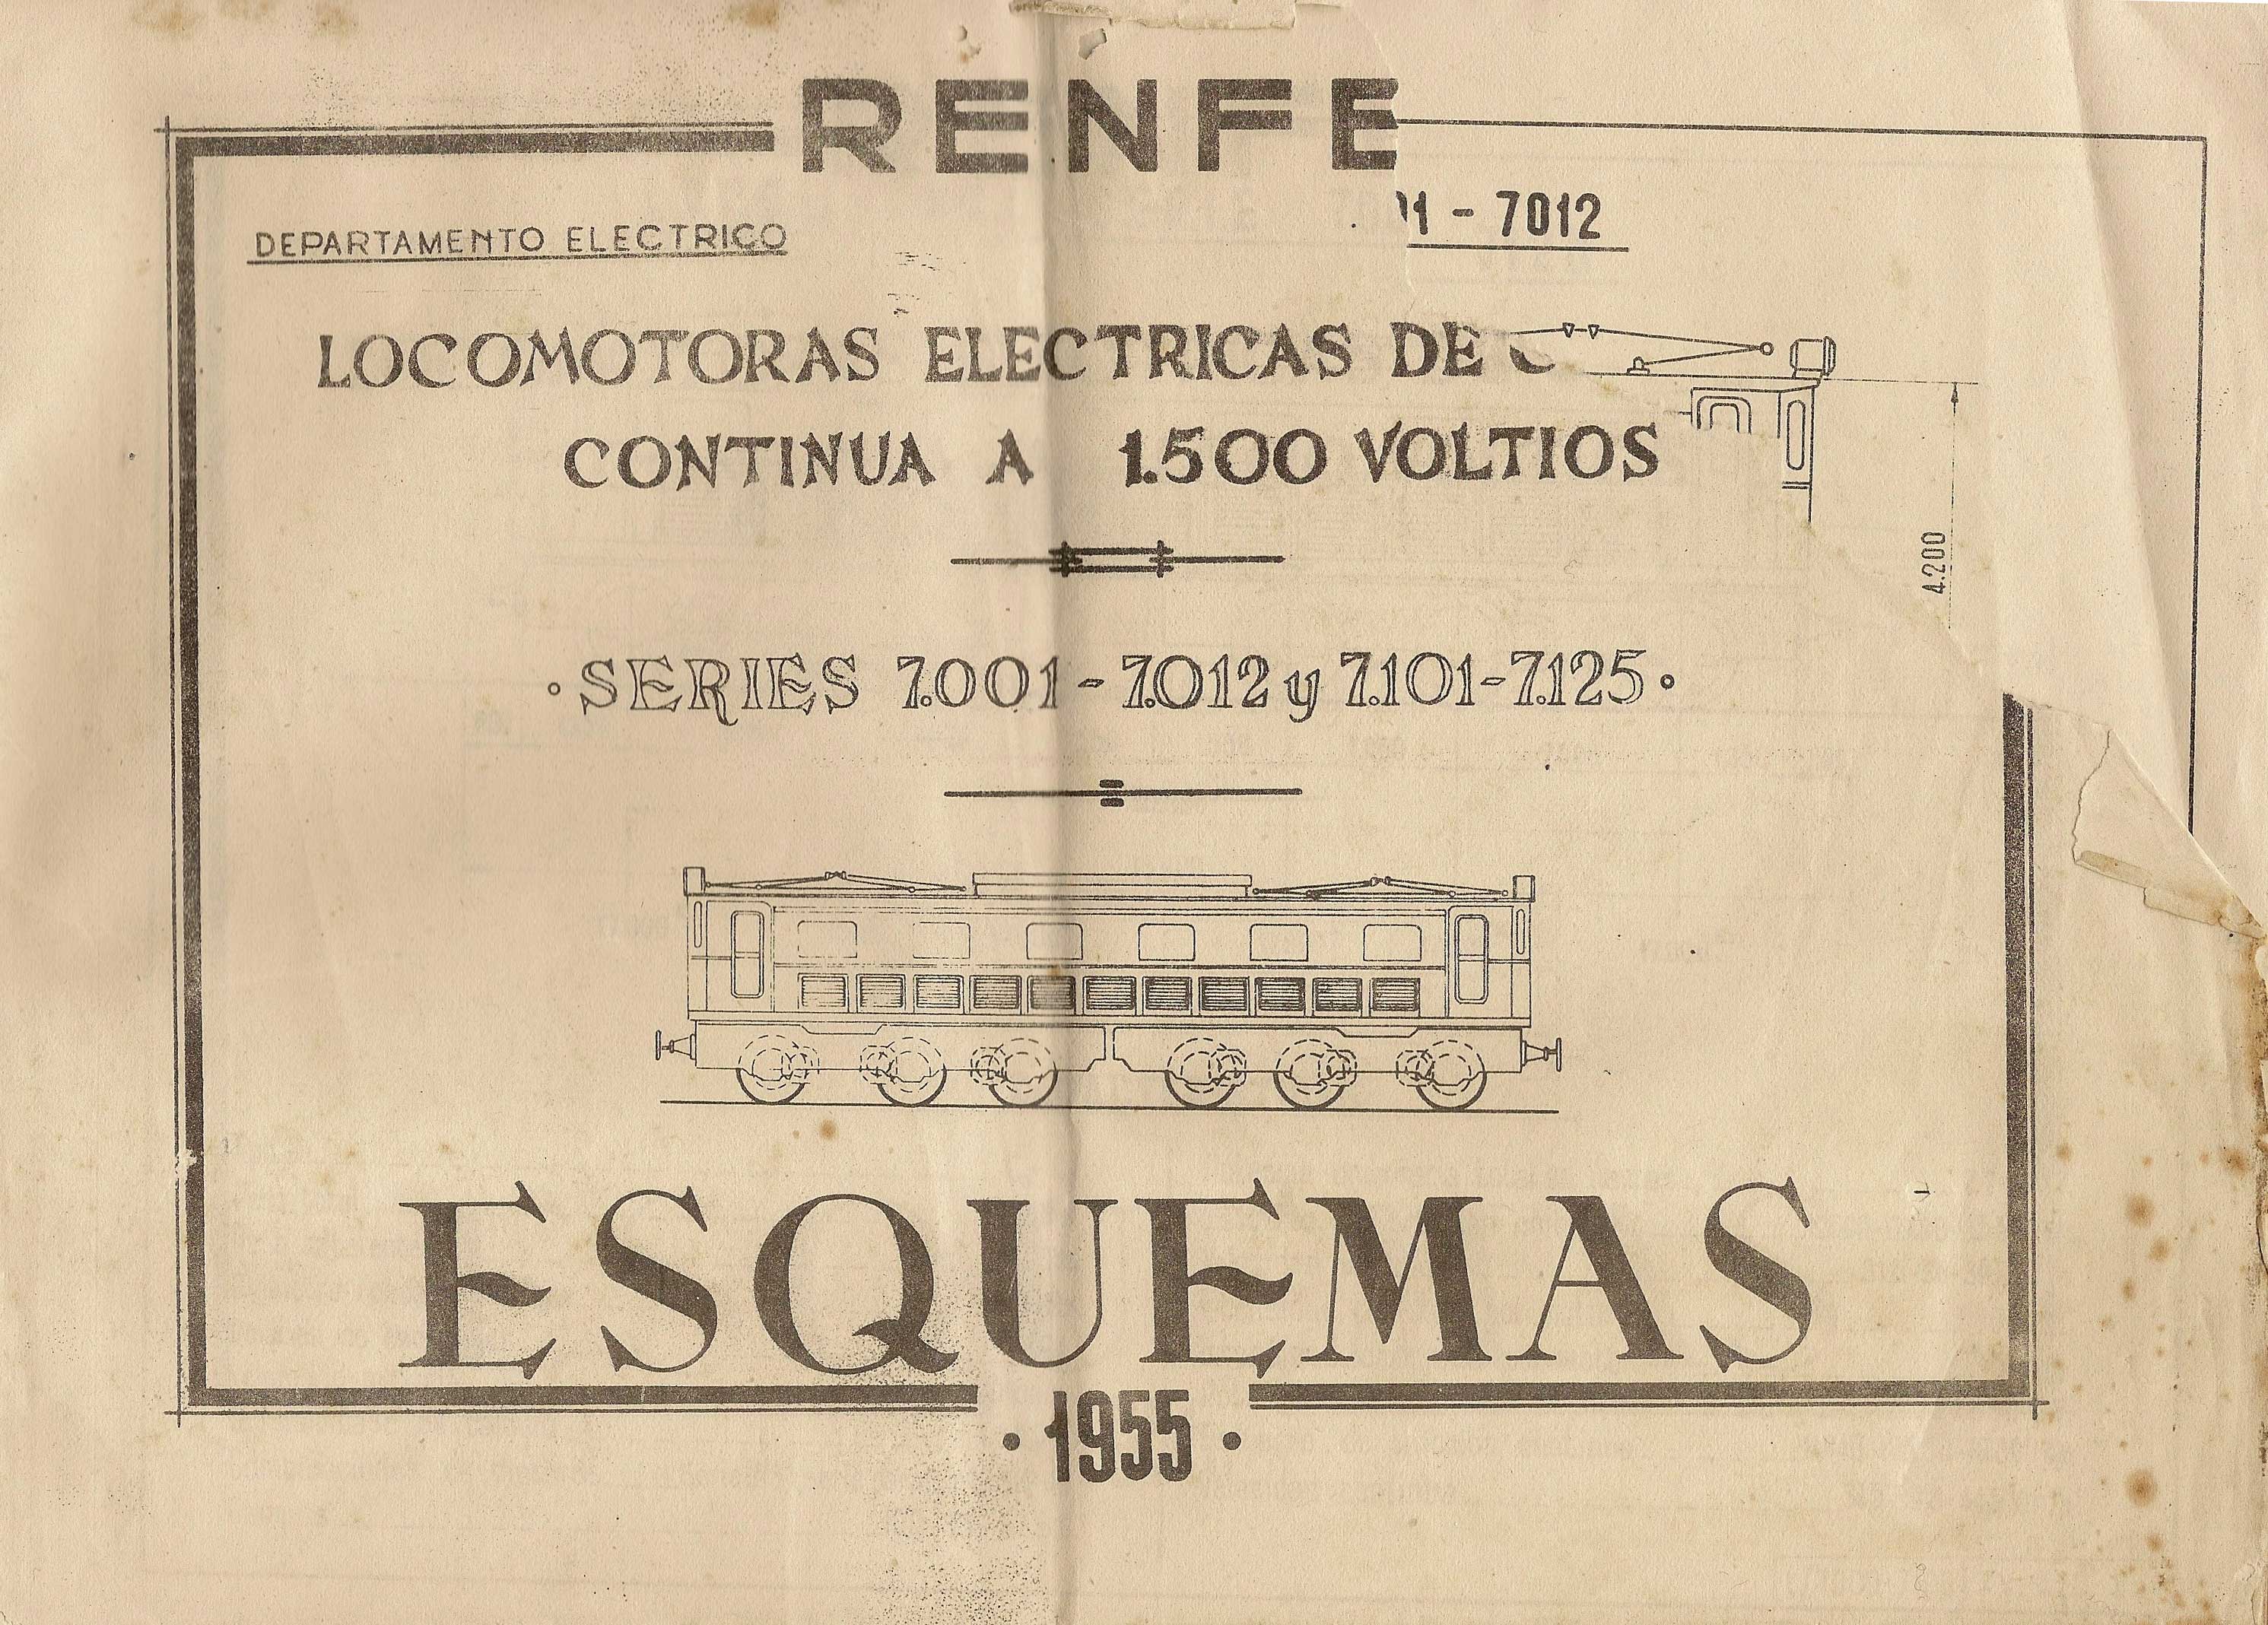 RENFE
- 7012
DEPARTAMENTO ELECTRICO
LOCOMOTORAS ELECTRICAS DE
CONTINUA A 1.500 VOLTIOS
4.200
· SERIES 7.001 - 7.012 y 7.101 - 7.125 ·
ESQUEMAS
· 1955 ·